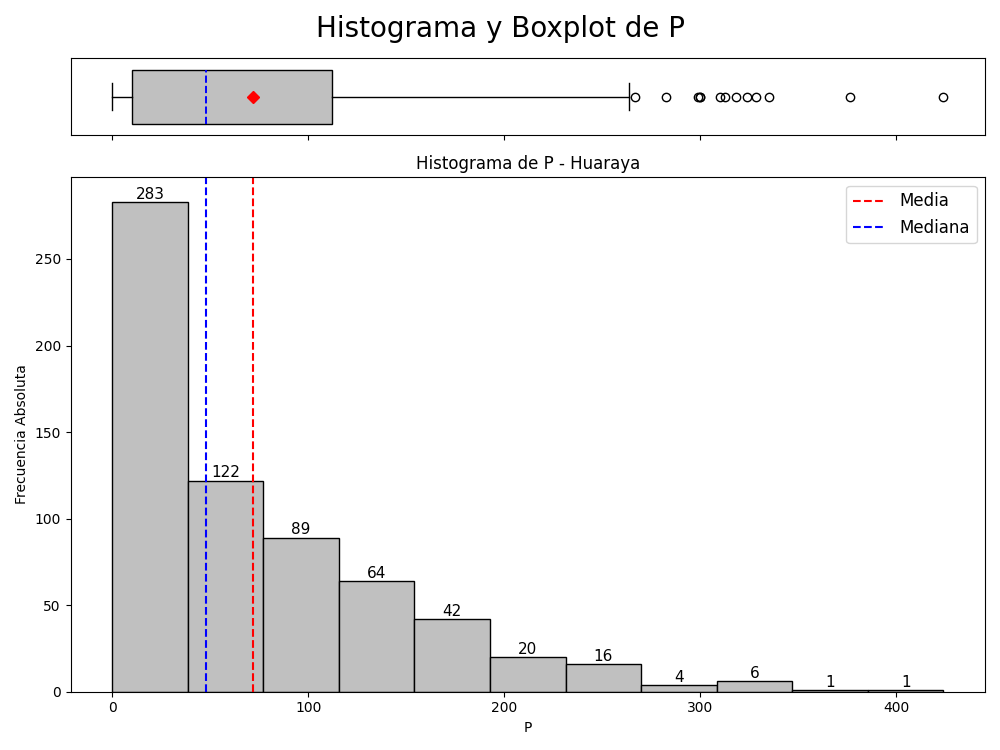 Histograma y Boxplot de P
Histograma de P - Huaraya
Media
Mediana
283
122
89
64
42
20
16
4
6
1
1
250
200
150
100
50
0
Frecuencia Absoluta
0 100 200 300 400
P